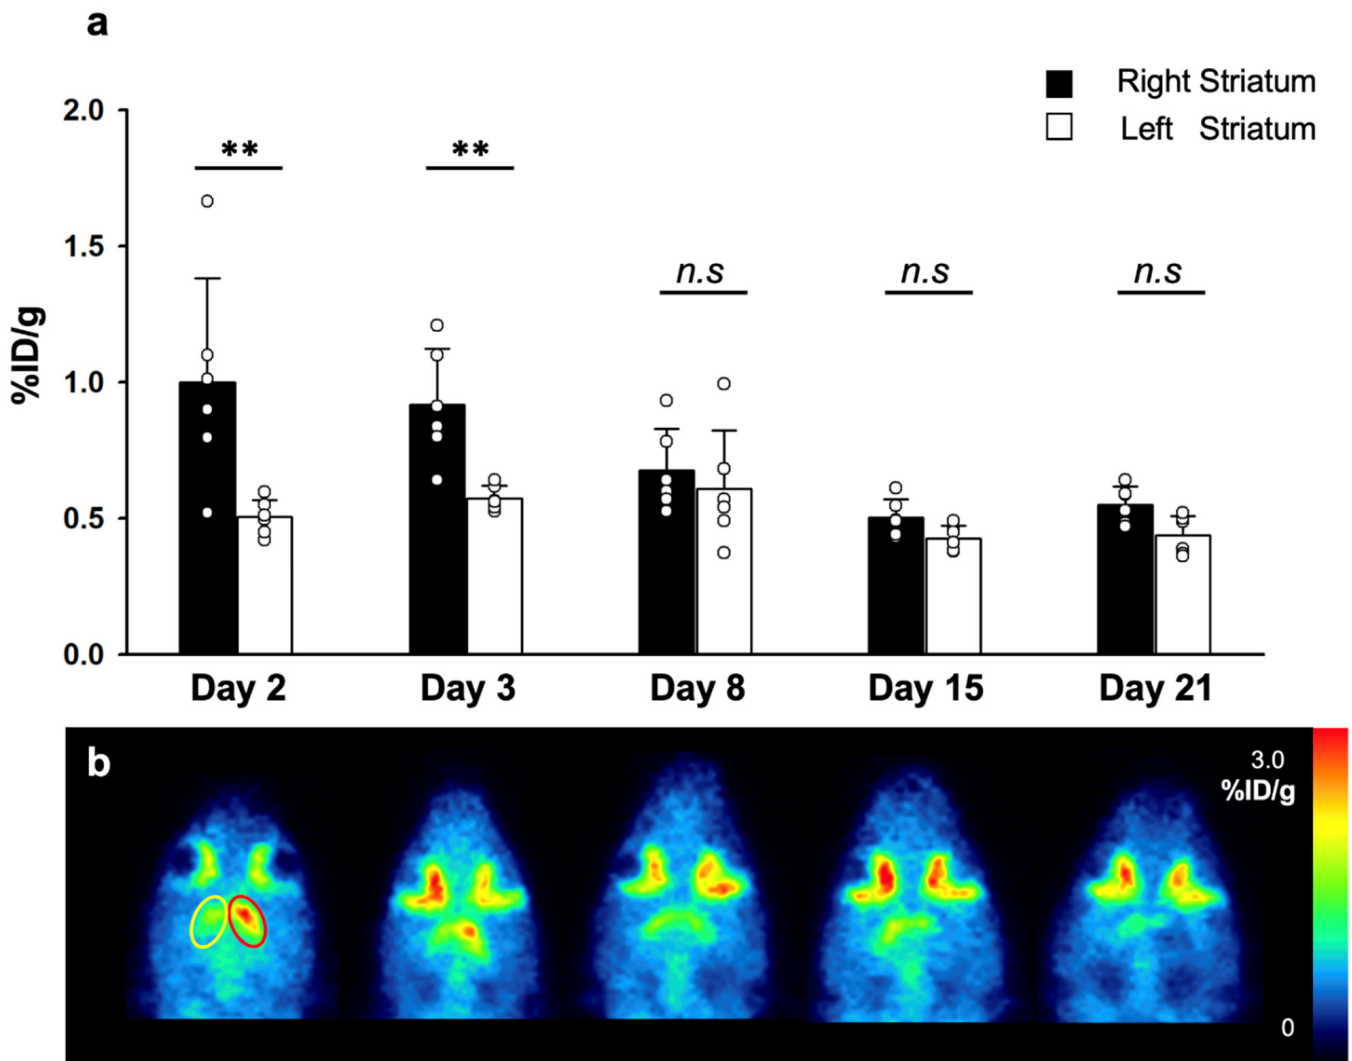 a
Right Striatum
Left Striatum
2.0
1.5
1.0
0.5
0.0
%ID/g
** ** n.s n.s n.s
Day 2 Day 3 Day 8 Day 15 Day 21
b
3.0
%ID/g
0